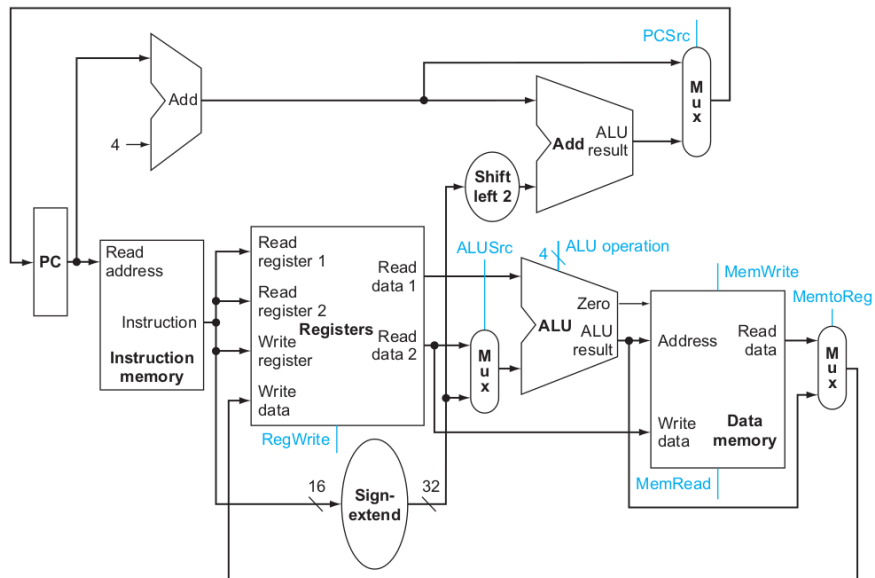 PCSrc
M
u
x
Add
4
Add
ALU
result
Shift
left 2
PC
Read
address
Instruction
Instruction
memory
Read
register 1
Read
register 2
Write
register
Write
data
Registers
Read
data 1
Read
data 2
RegWrite
16
Sign-
extend
32
ALUSrc
M
u
x
4
ALU operation
Zero
ALU
ALU
result
MemWrite
Address
Read
data
Write
data
Data
memory
MemRead
MemtoReg
M
u
x